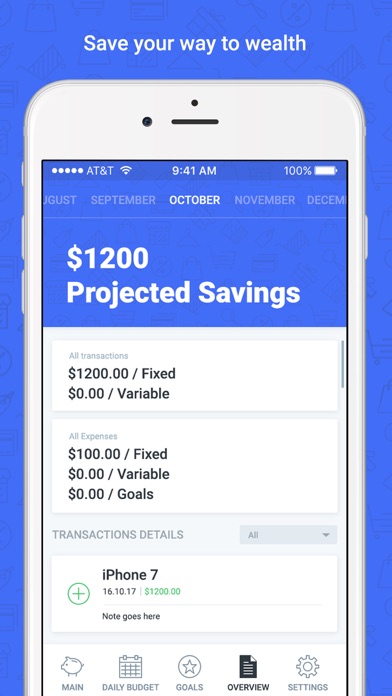 Save your way to wealth
AT&T 9:41 AM 100%
UGUST SEPTEMBER OCTOBER NOVEMBER DECEMI
$1200
Projected Savings
All transactions
$1200.00 / Fixed
$0.00 / Variable
All Expenses
$100.00 / Fixed
$0.00 / Variable
$0.00 / Goals
TRANSACTIONS DETAILS All
iPhone 7
16.10.17 | $1200.00
Note goes here
MAIN DAILY BUDGET GOALS OVERVIEW SETTINGS